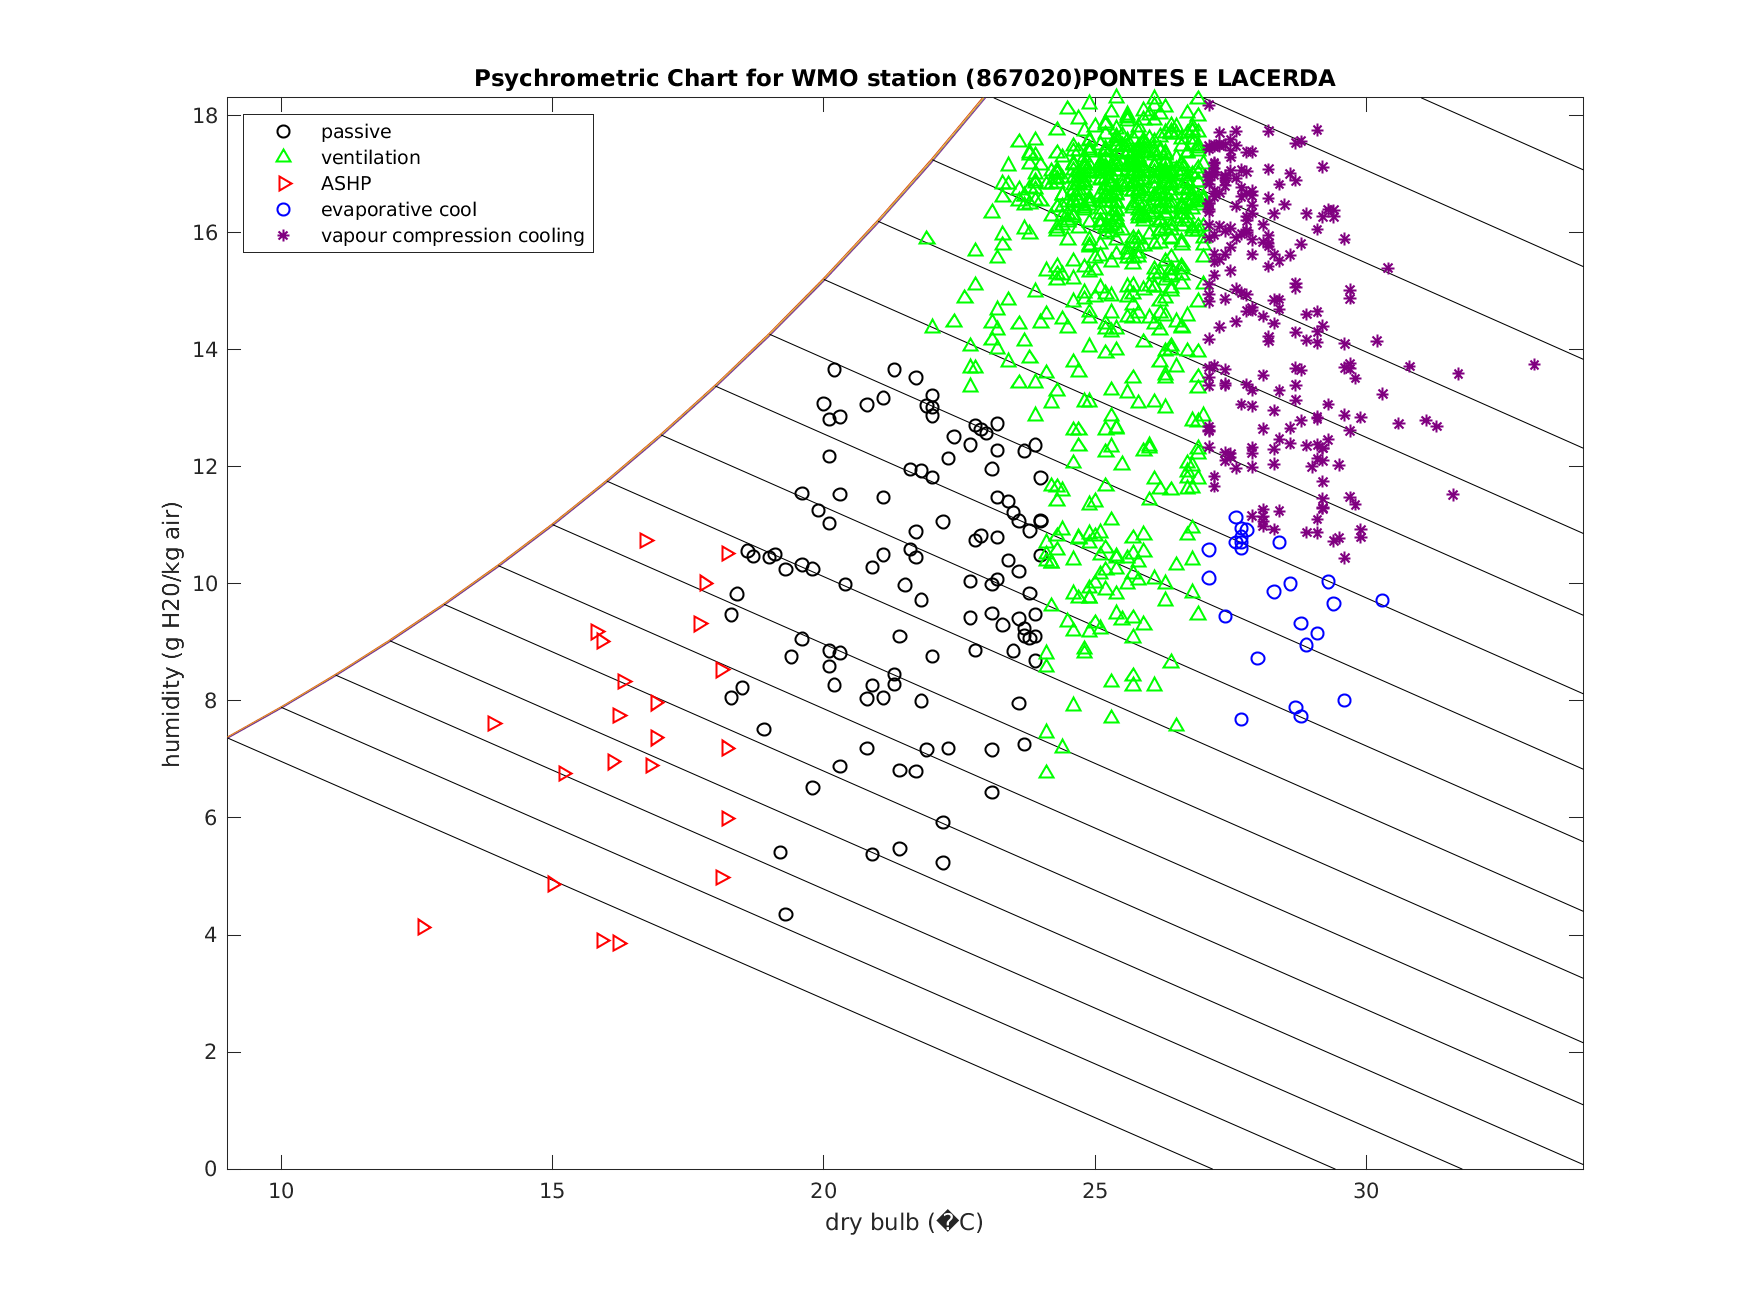 Psychrometric Chart for WMO station (867020)PONTES E LACERDA
passive
ventilation
ASHP
evaporative cool
vapour compression cooling
humidity (g H20/kg air)
18
16
14
12
10
8
6
4
2
0
10 15 20 25 30
dry bulb (�C)